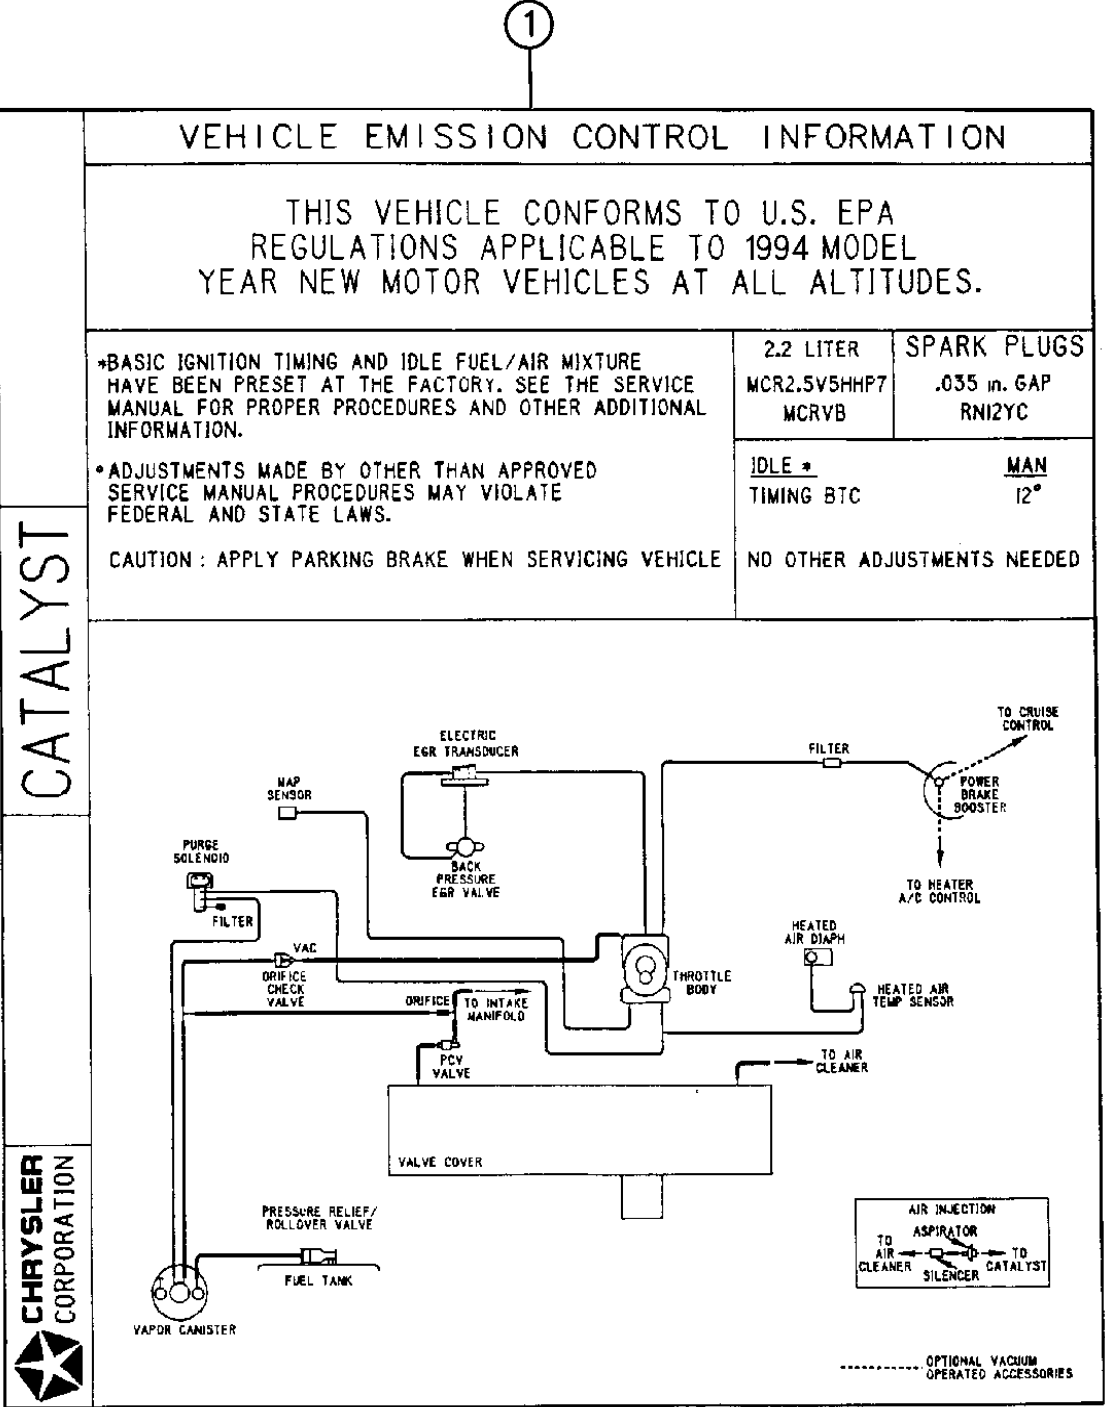 1
VEHICLE EMISSION CONTROL INFORMATION
THIS VEHICLE CONFORMS TO U.S. EPA
REGULATIONS APPLICABLE TO 1994 MODEL
YEAR NEW MOTOR VEHICLES AT ALL ALTITUDES.
*BASIC IGNITION TIMING AND IDLE FUEL/AIR MIXTURE
HAVE BEEN PRESET AT THE FACTORY. SEE THE SERVICE
MANUAL FOR PROPER PROCEDURES AND OTHER ADDITIONAL
INFORMATION.
•ADJUSTMENTS MADE BY OTHER THAN APPROVED
SERVICE MANUAL PROCEDURES MAY VIOLATE
FEDERAL AND STATE LAWS.
CAUTION : APPLY PARKING BRAKE WHEN SERVICING VEHICLE
2.2 LITER
MCR2.5V5HHP7
MCRVB
SPARK PLUGS
.035 in. GAP
RN12YC
IDLE * MAN
TIMING BTC 12°
NO OTHER ADJUSTMENTS NEEDED
CATALYST
CHRYSLER
CORPORATION
ELECTRIC
EGR TRANSDUCER
MAP
SENSOR
PURGE
SOLENOID
FILTER
BACK
PRESSURE
EGR VALVE
FILTER
TO CRUISE
CONTROL
POWER
BRAKE
BOOSTER
TO HEATER
A/C CONTROL
HEATED
AIR DIAPH
HEATED AIR
TEMP SENSOR
THROTTLE
BODY
VAC
ORIFICE
CHECK
VALVE
ORIFICE
TO INTAKE
MANIFOLD
PCV
VALVE
TO AIR
CLEANER
VALVE COVER
PRESSURE RELIEF/
ROLLOVER VALVE
FUEL TANK
VAPOR CANISTER
AIR INJECTION
ASPIRATOR
TO
AIR
CLEANER
SILENCER
TO
CATALYST
OPTIONAL VACUUM
OPERATED ACCESSORIES